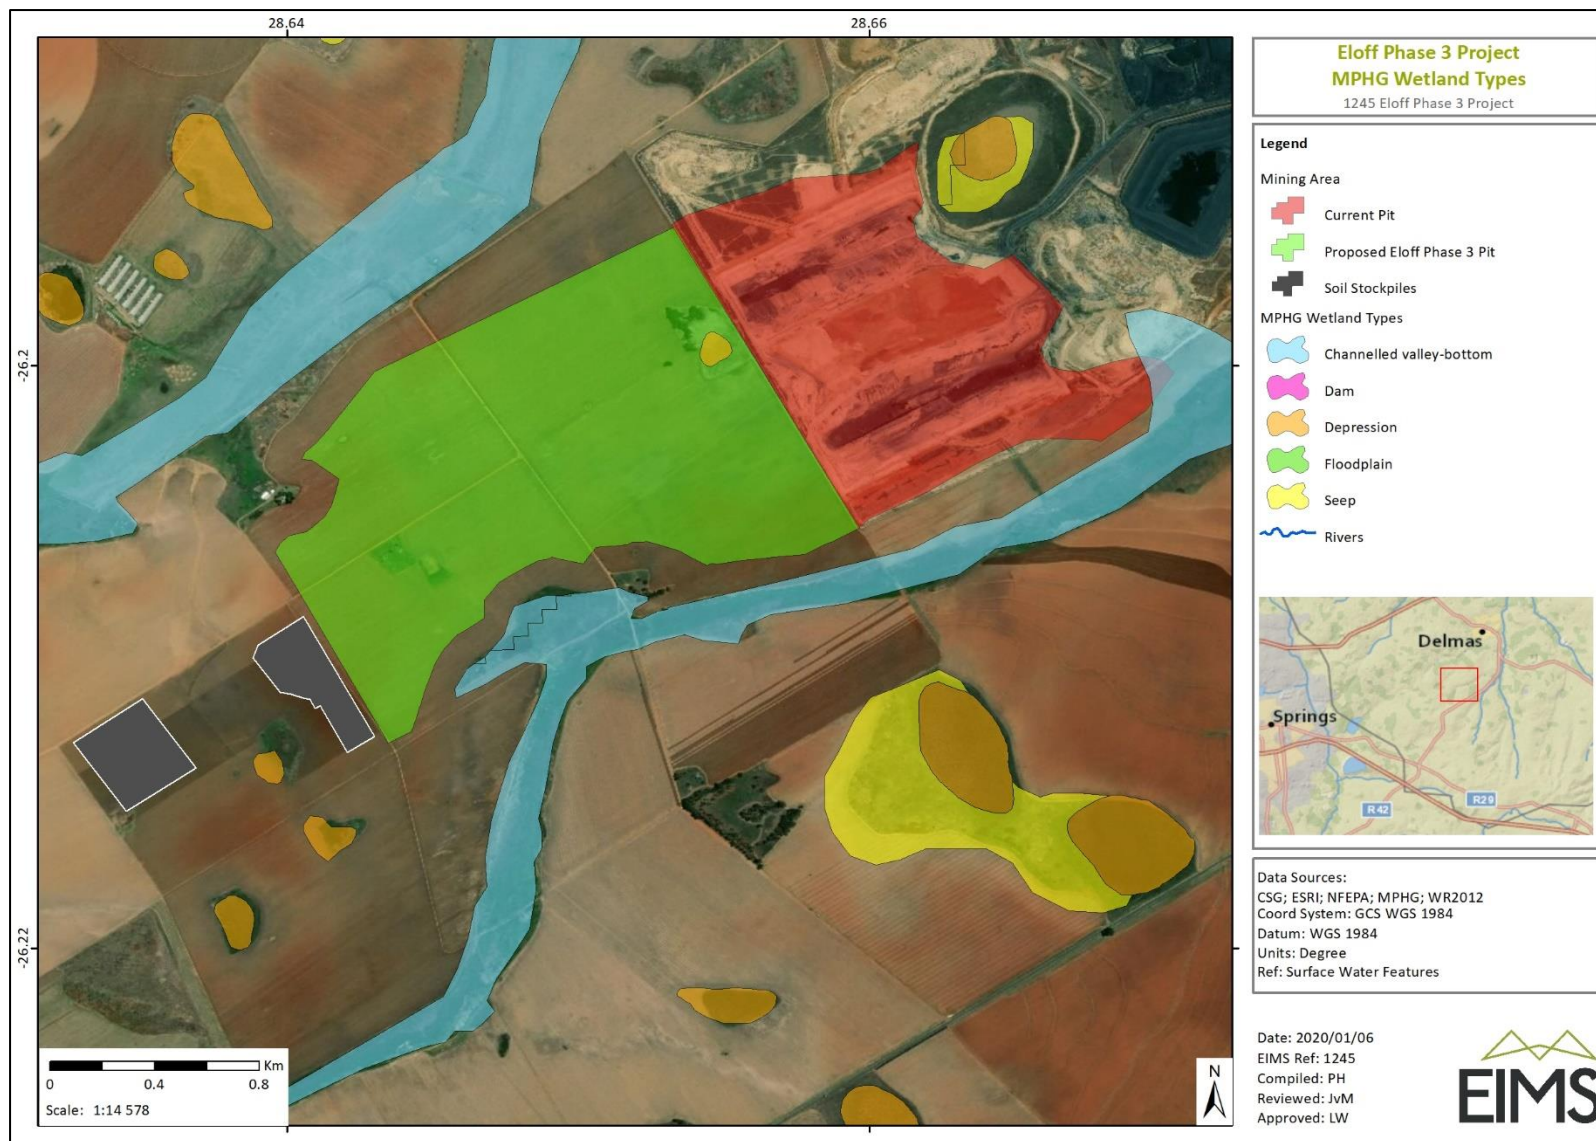 28.64
28.66
-26.2
-26.22
Km
0
0.4
0.8
Scale: 1:14 578
N
Eloff Phase 3 Project
MPHG Wetland Types
1245 Eloff Phase 3 Project
Legend
Mining Area
Current Pit
Proposed Eloff Phase 3 Pit
Soil Stockpiles
MPHG Wetland Types
Channelled valley-bottom
Dam
Depression
Floodplain
Seep
Rivers
Delmas
Springs
R42
R29
Data Sources:
CSG; ESRI; NFEPA; MPHG; WR2012
Coord System: GCS WGS 1984
Datum: WGS 1984
Units: Degree
Ref: Surface Water Features
Date: 2020/01/06
EIMS Ref: 1245
Compiled: PH
Reviewed: JvM
Approved: LW
EIMS